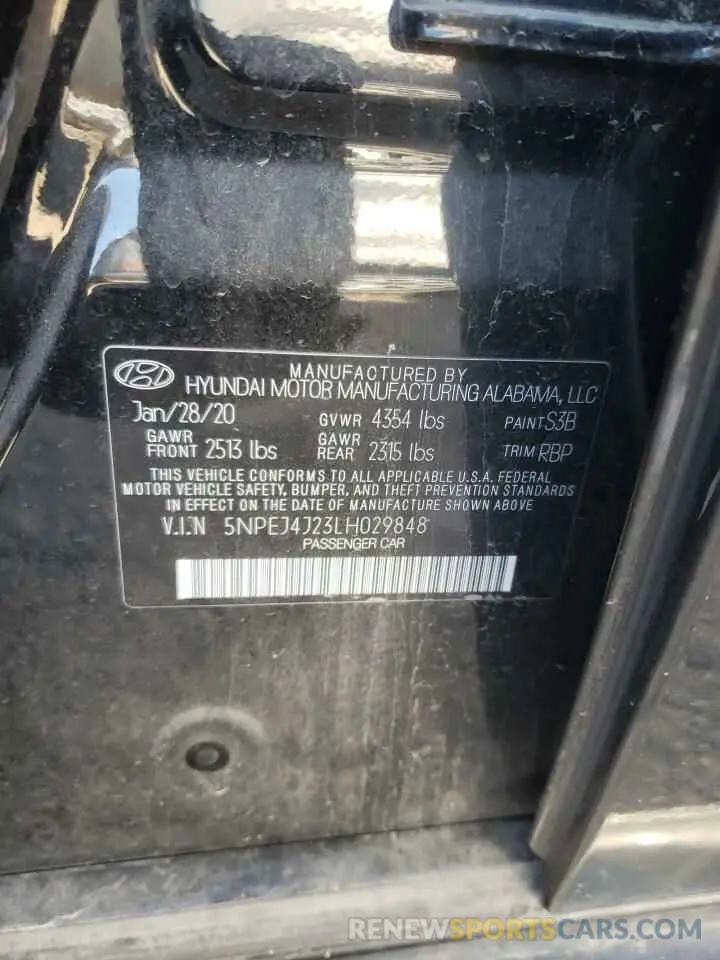 MANUFACTURED BY
HYUNDAI MOTOR MANUFACTURING ALABAMA, LLC
Jan/28/20 GVWR 4354 lbs PAINT S3B
GAWR FRONT 2513 lbs GAWR REAR 2315 lbs TRIM RBP
THIS VEHICLE CONFORMS TO ALL APPLICABLE U.S.A. FEDERAL
MOTOR VEHICLE SAFETY, BUMPER, AND THEFT PREVENTION STANDARDS
IN EFFECT ON THE DATE OF MANUFACTURE SHOWN ABOVE
V.I.N 5NPEJ4J23LH029848
PASSENGER CAR
RENEWSPORTSCARS.COM